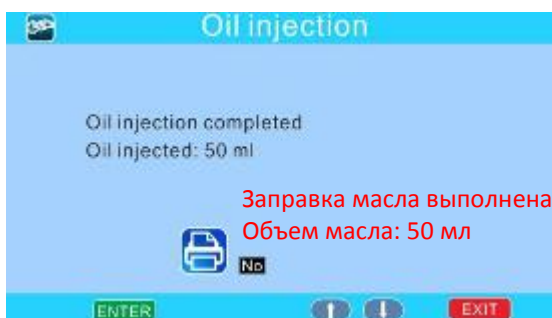 Oil injection
Oil injection completed
Oil injected: 50 ml
Заправка масла выполнена
Объем масла: 50 мл
No
ENTER
EXIT